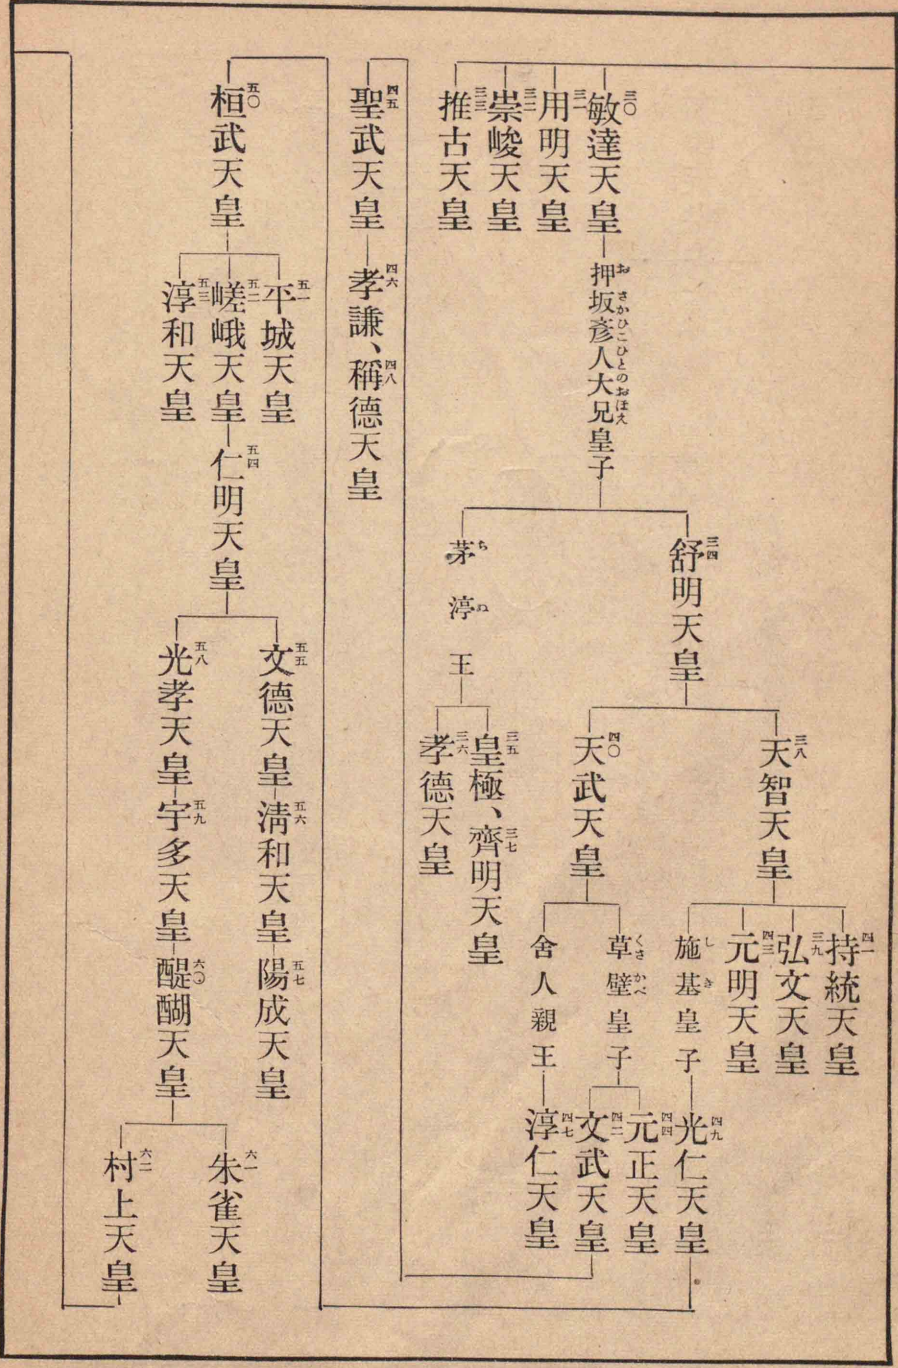 三〇 敏達天皇
押坂彥人大兄皇子
お さかひこひとのおほえ
三一 用明天皇
三二 崇峻天皇
三三 推古天皇
三四 舒明天皇
茅渟王
ち ぬ
三八 天智天皇
四〇 天武天皇
三五 皇極、三七 齊明天皇
三六 孝德天皇
四一 持統天皇
三九 弘文天皇
四三 元明天皇
施基皇子
し き
草壁皇子
くさ かべ
舍人親王
四九 光仁天皇
四四 元正天皇
四二 文武天皇
四七 淳仁天皇
四五 聖武天皇
四六 孝謙、四八 稱德天皇
五〇 桓武天皇
五一 平城天皇
五二 嵯峨天皇
五三 淳和天皇
五四 仁明天皇
五五 文德天皇
五六 淸和天皇
五七 陽成天皇
五八 光孝天皇
五九 宇多天皇
六〇 醍醐天皇
六一 朱雀天皇
六二 村上天皇